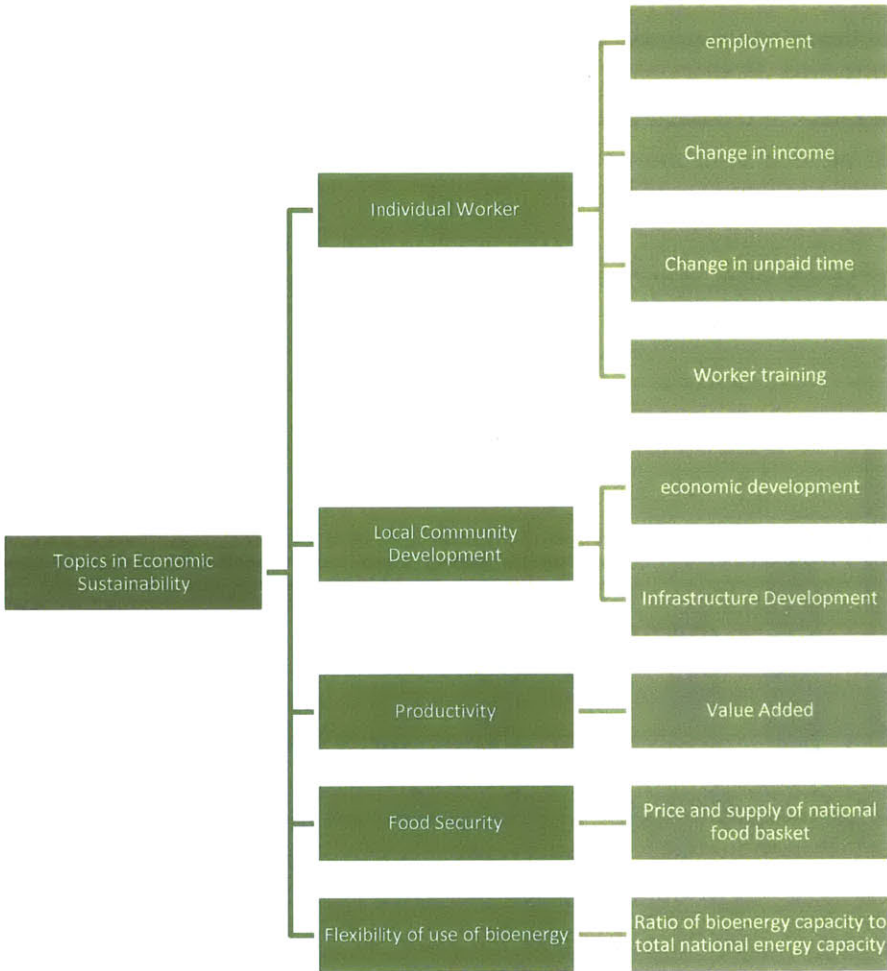 employment
Change in income
Individual Worker
Change in unpaid time
Worker training
economic development
Local Community
Development
Topics in Economic
Sustainability
Infrastructure Development
Productivity
Value Added
Food Security
Price and supply of national
food basket
Flexibility of use of bioenergy
Ratio of bioenergy capacity to
total national energy capacity